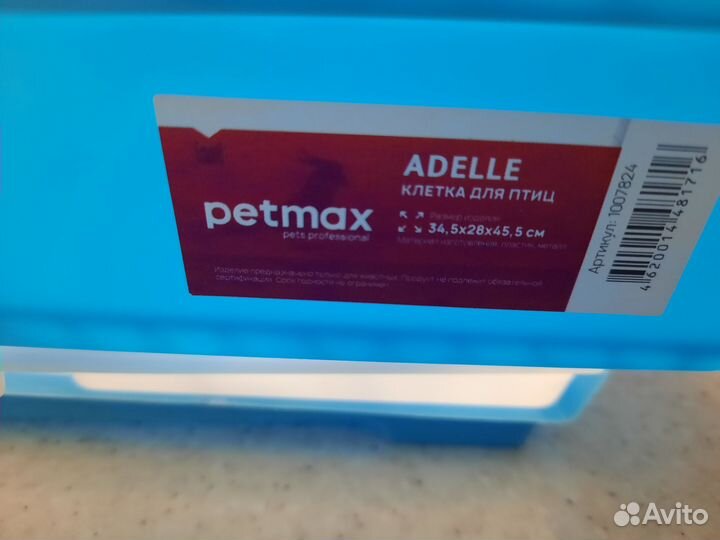 ADELLE
КЛЕТКА ДЛЯ ПТИЦ
petmax
pets professional
Размер изделия:
34,5x28x45,5 см
Материал изготовления: пластик, металл
Изделие предназначено только для животных. Продукт не подлежит обязательной
сертификации. Срок годности не ограничен.
Артикул: 1007824
4620014481716
Avito